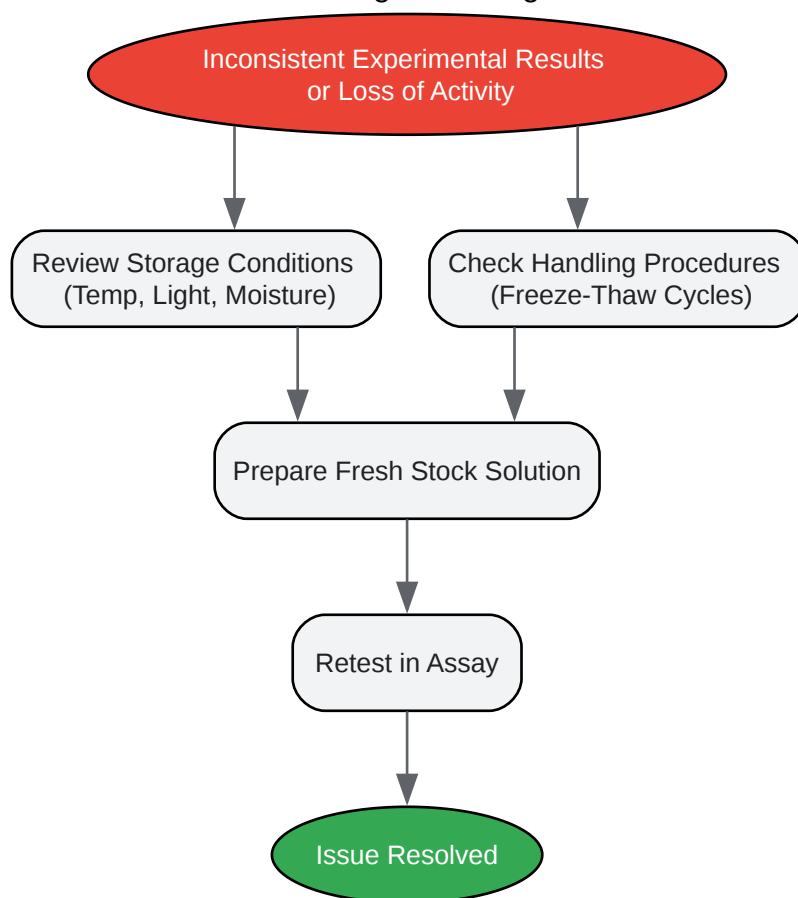 Inconsistent Experimental Results
or Loss of Activity
Review Storage Conditions
(Temp, Light, Moisture)
Check Handling Procedures
(Freeze-Thaw Cycles)
Prepare Fresh Stock Solution
Retest in Assay
Issue Resolved